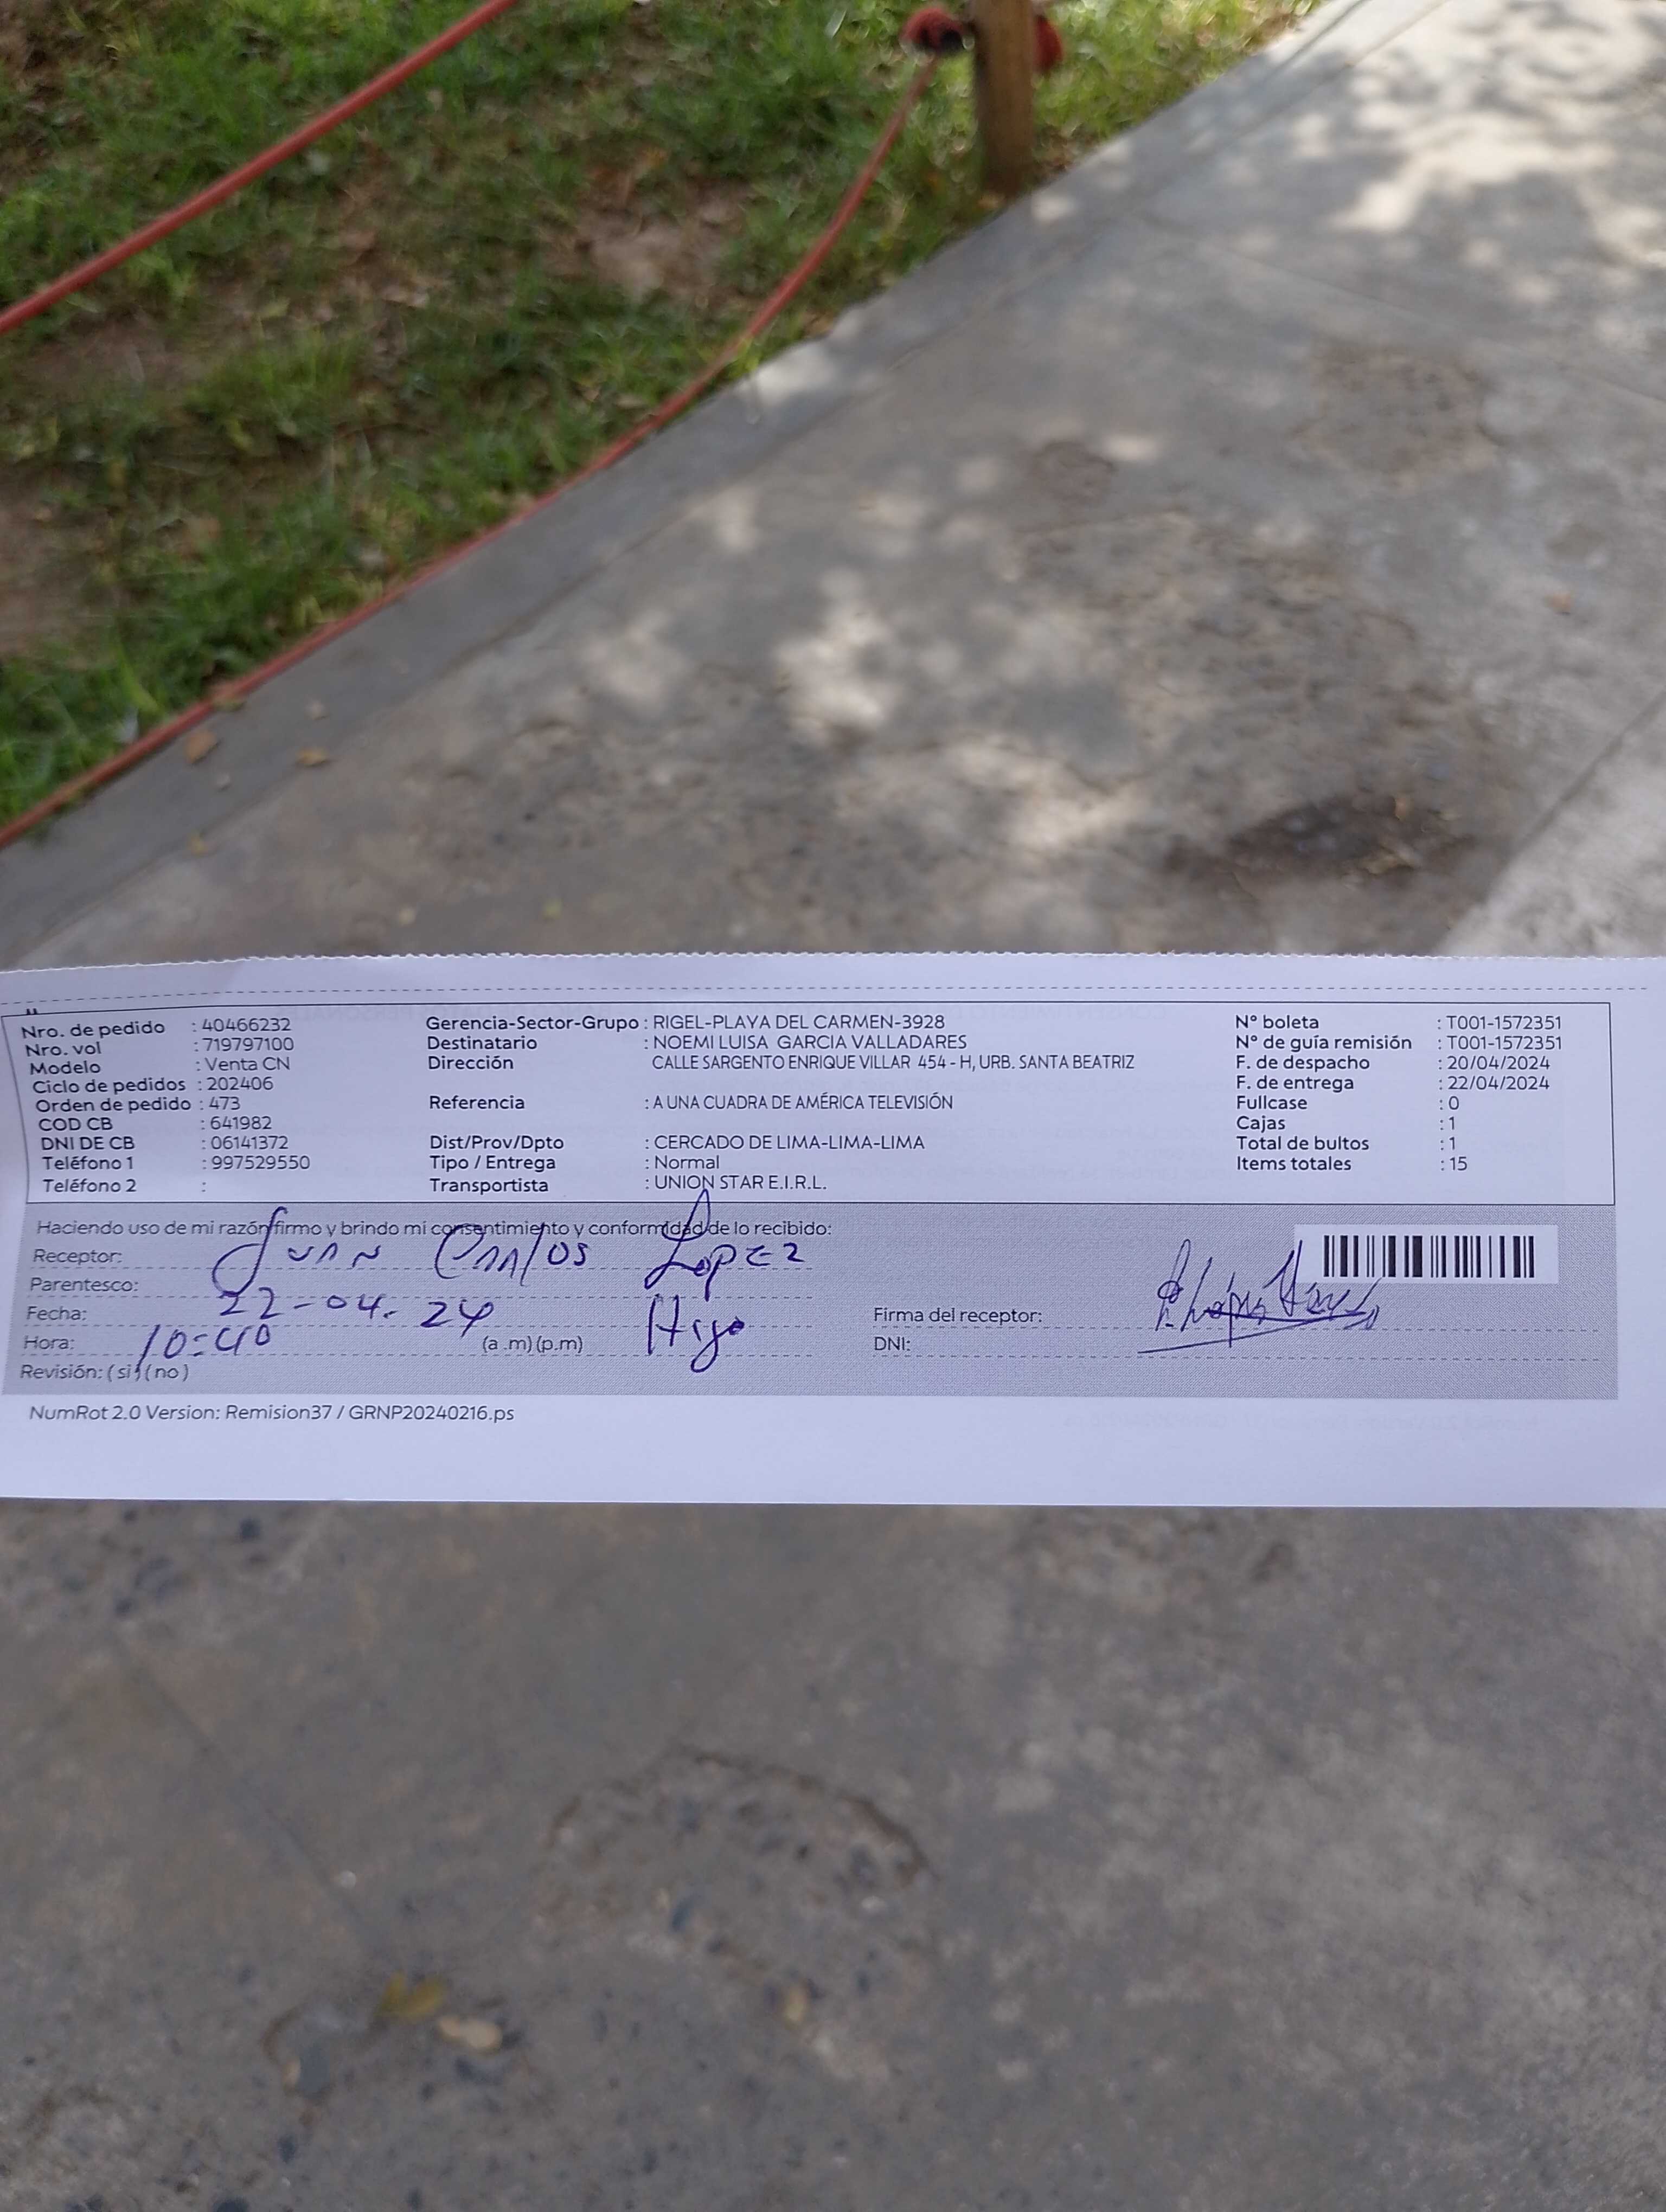 Nro. de pedido : 40466232
Nro. vol : 719797100
Modelo : Venta CN
Ciclo de pedidos : 202406
Orden de pedido : 473
COD CB : 641982
DNI DE CB : 06141372
Teléfono 1 : 997529550
Teléfono 2 :
Gerencia-Sector-Grupo : RIGEL-PLAYA DEL CARMEN-3928
Destinatario : NOEMI LUISA GARCIA VALLADARES
Dirección CALLE SARGENTO ENRIQUE VILLAR 454 - H, URB. SANTA BEATRIZ
Referencia : A UNA CUADRA DE AMÉRICA TELEVISIÓN
Dist/Prov/Dpto : CERCADO DE LIMA-LIMA-LIMA
Tipo / Entrega : Normal
Transportista : UNION STAR E.I.R.L.
N° boleta : T001-1572351
N° de guía remisión : T001-1572351
F. de despacho : 20/04/2024
F. de entrega : 22/04/2024
Fullcase : 0
Cajas : 1
Total de bultos : 1
Items totales : 15
Haciendo uso de mi razón firmo y brindo mi consentimiento y conformidad de lo recibido:
Receptor: Juan Carlos Lopez
Parentesco:
Fecha: 22-04-24 Hijo
Hora: 10:40 (a .m) (p.m)
Revisión: ( si ) ( no )
Firma del receptor:
DNI:
NumRot 2.0 Version: Remision37 / GRNP20240216.ps